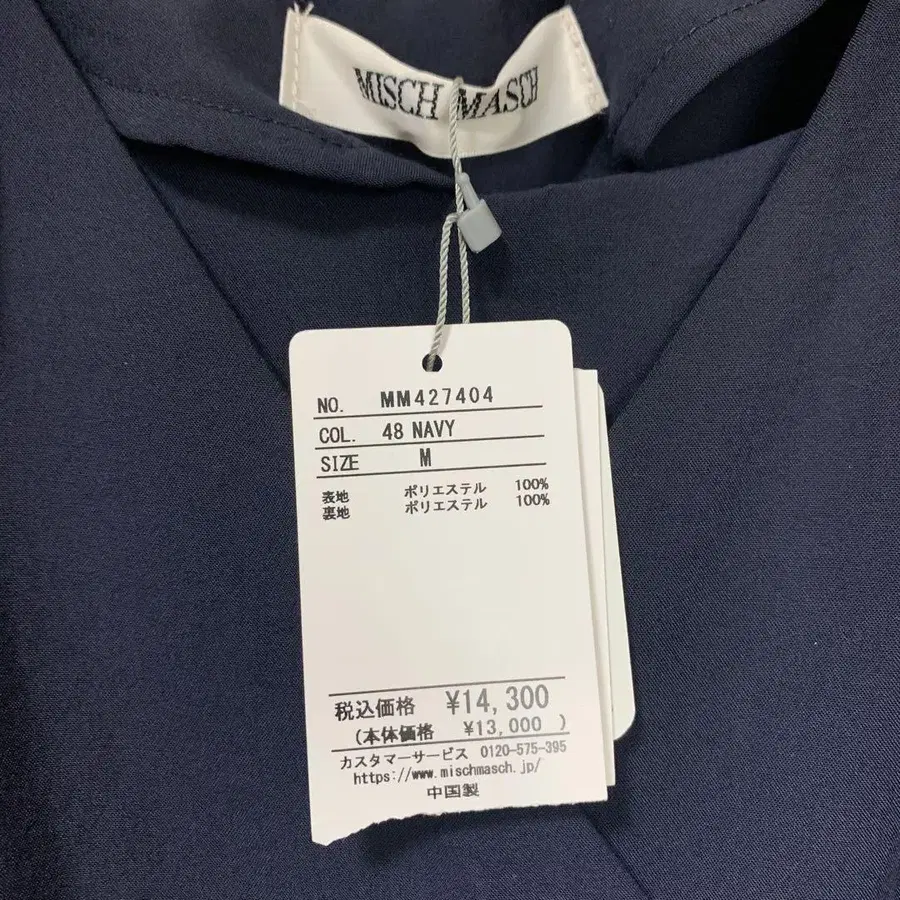 MISCH MASCH
NO. MM427404
COL. 48 NAVY
SIZE M
表地 ポリエステル 100%
裏地 ポリエステル 100%
税込価格 ¥14,300
(本体価格 ¥13,000 )
カスタマーサービス 0120-575-395
https://www.mischmasch.jp/
中国製